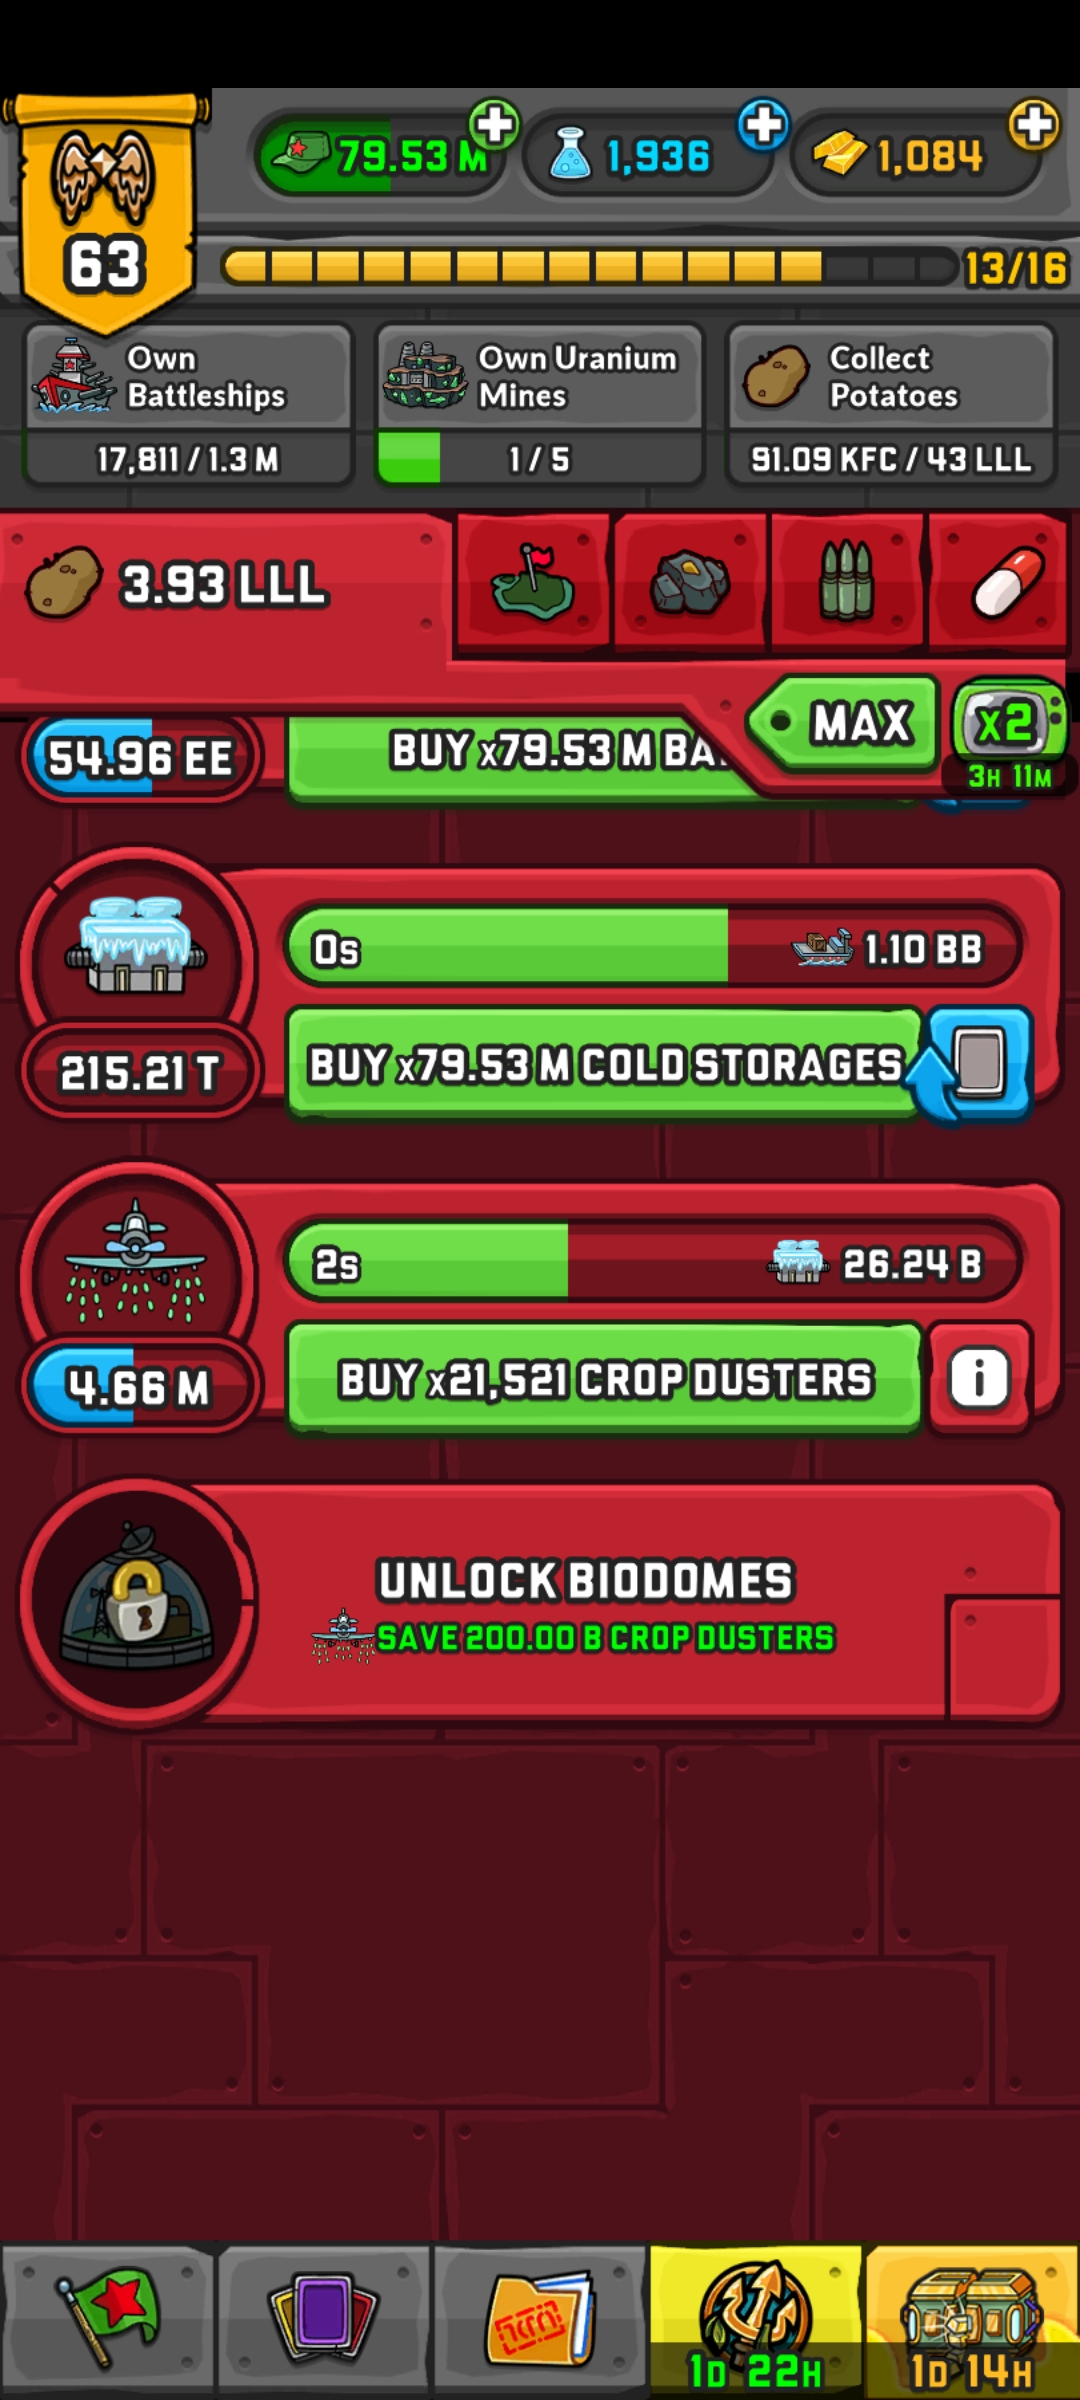 79.53 M
1,936
1,084
63
13/16
Own
Battleships
17,811 / 1.3 M
Own Uranium
Mines
1 / 5
Collect
Potatoes
91.09 KFC / 43 LLL
3.93 LLL
MAX
X2
3H 11M
54.96 EE
BUY x79.53 M BA
0s
1.10 BB
215.21 T
BUY x79.53 M COLD STORAGES
2s
26.24 B
4.66 M
BUY x21,521 CROP DUSTERS
i
UNLOCK BIODOMES
SAVE 200.00 B CROP DUSTERS
1D 22H
1D 14H